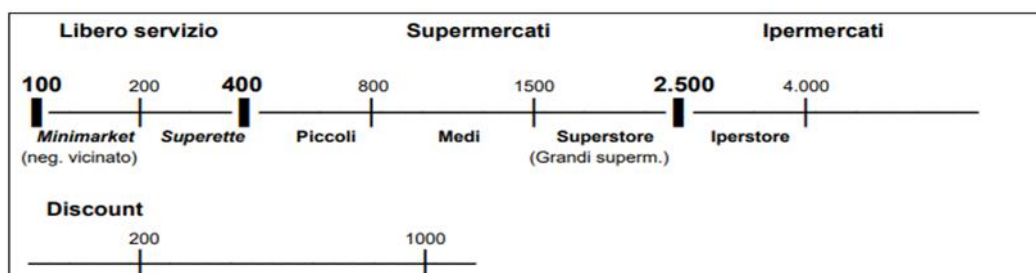 Libero servizio Supermercati Ipermercati
100 200 400 800 1500 2.500 4.000
Minimarket Superette Piccoli Medi Superstore Iperstore
(neg. vicinato) (Grandi superm.)
Discount
200 1000